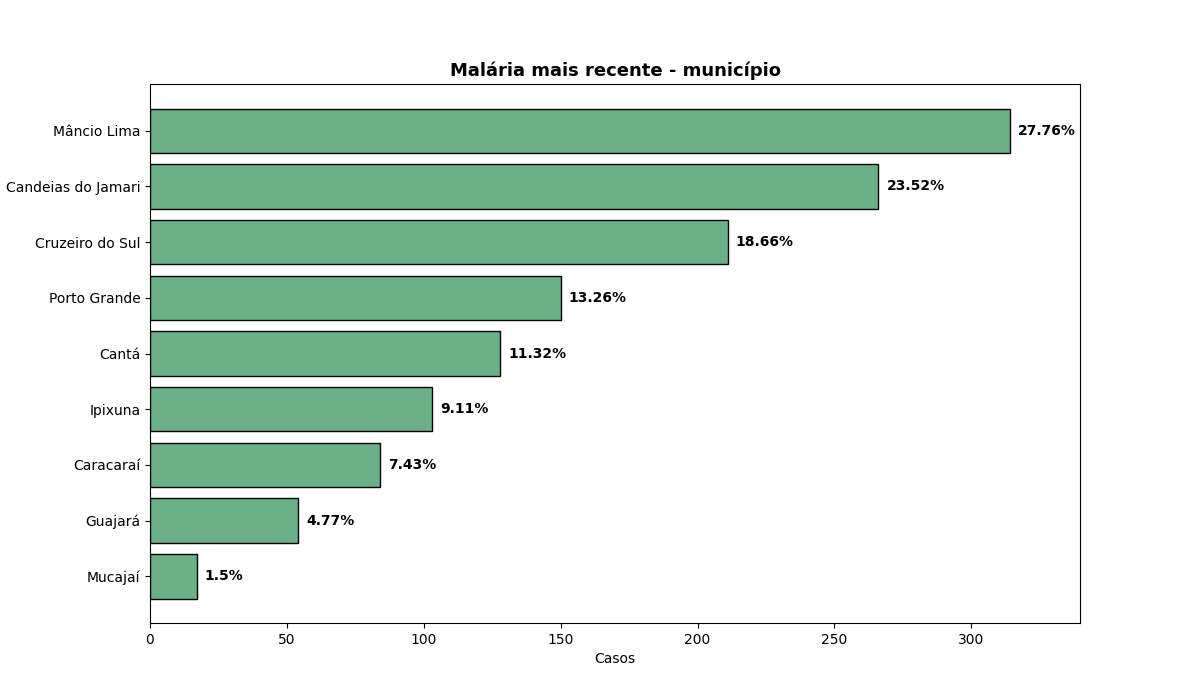 Malária mais recente - município
Mâncio Lima 27.76%
Candeias do Jamari 23.52%
Cruzeiro do Sul 18.66%
Porto Grande 13.26%
Cantá 11.32%
Ipixuna 9.11%
Caracaraí 7.43%
Guajará 4.77%
Mucajaí 1.5%
0 50 100 150 200 250 300
Casos